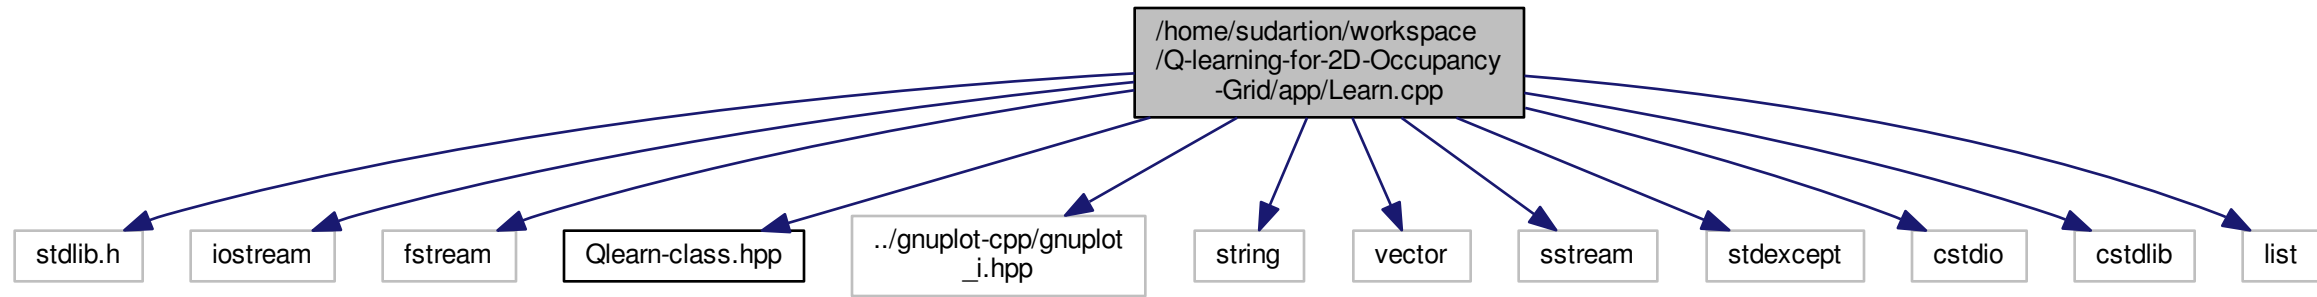 /home/sudartion/workspace
/Q-learning-for-2D-Occupancy
-Grid/app/Learn.cpp
stdlib.h
iostream
fstream
Qlearn-class.hpp
../gnuplot-cpp/gnuplot
_i.hpp
string
vector
sstream
stdexcept
cstdio
cstdlib
list